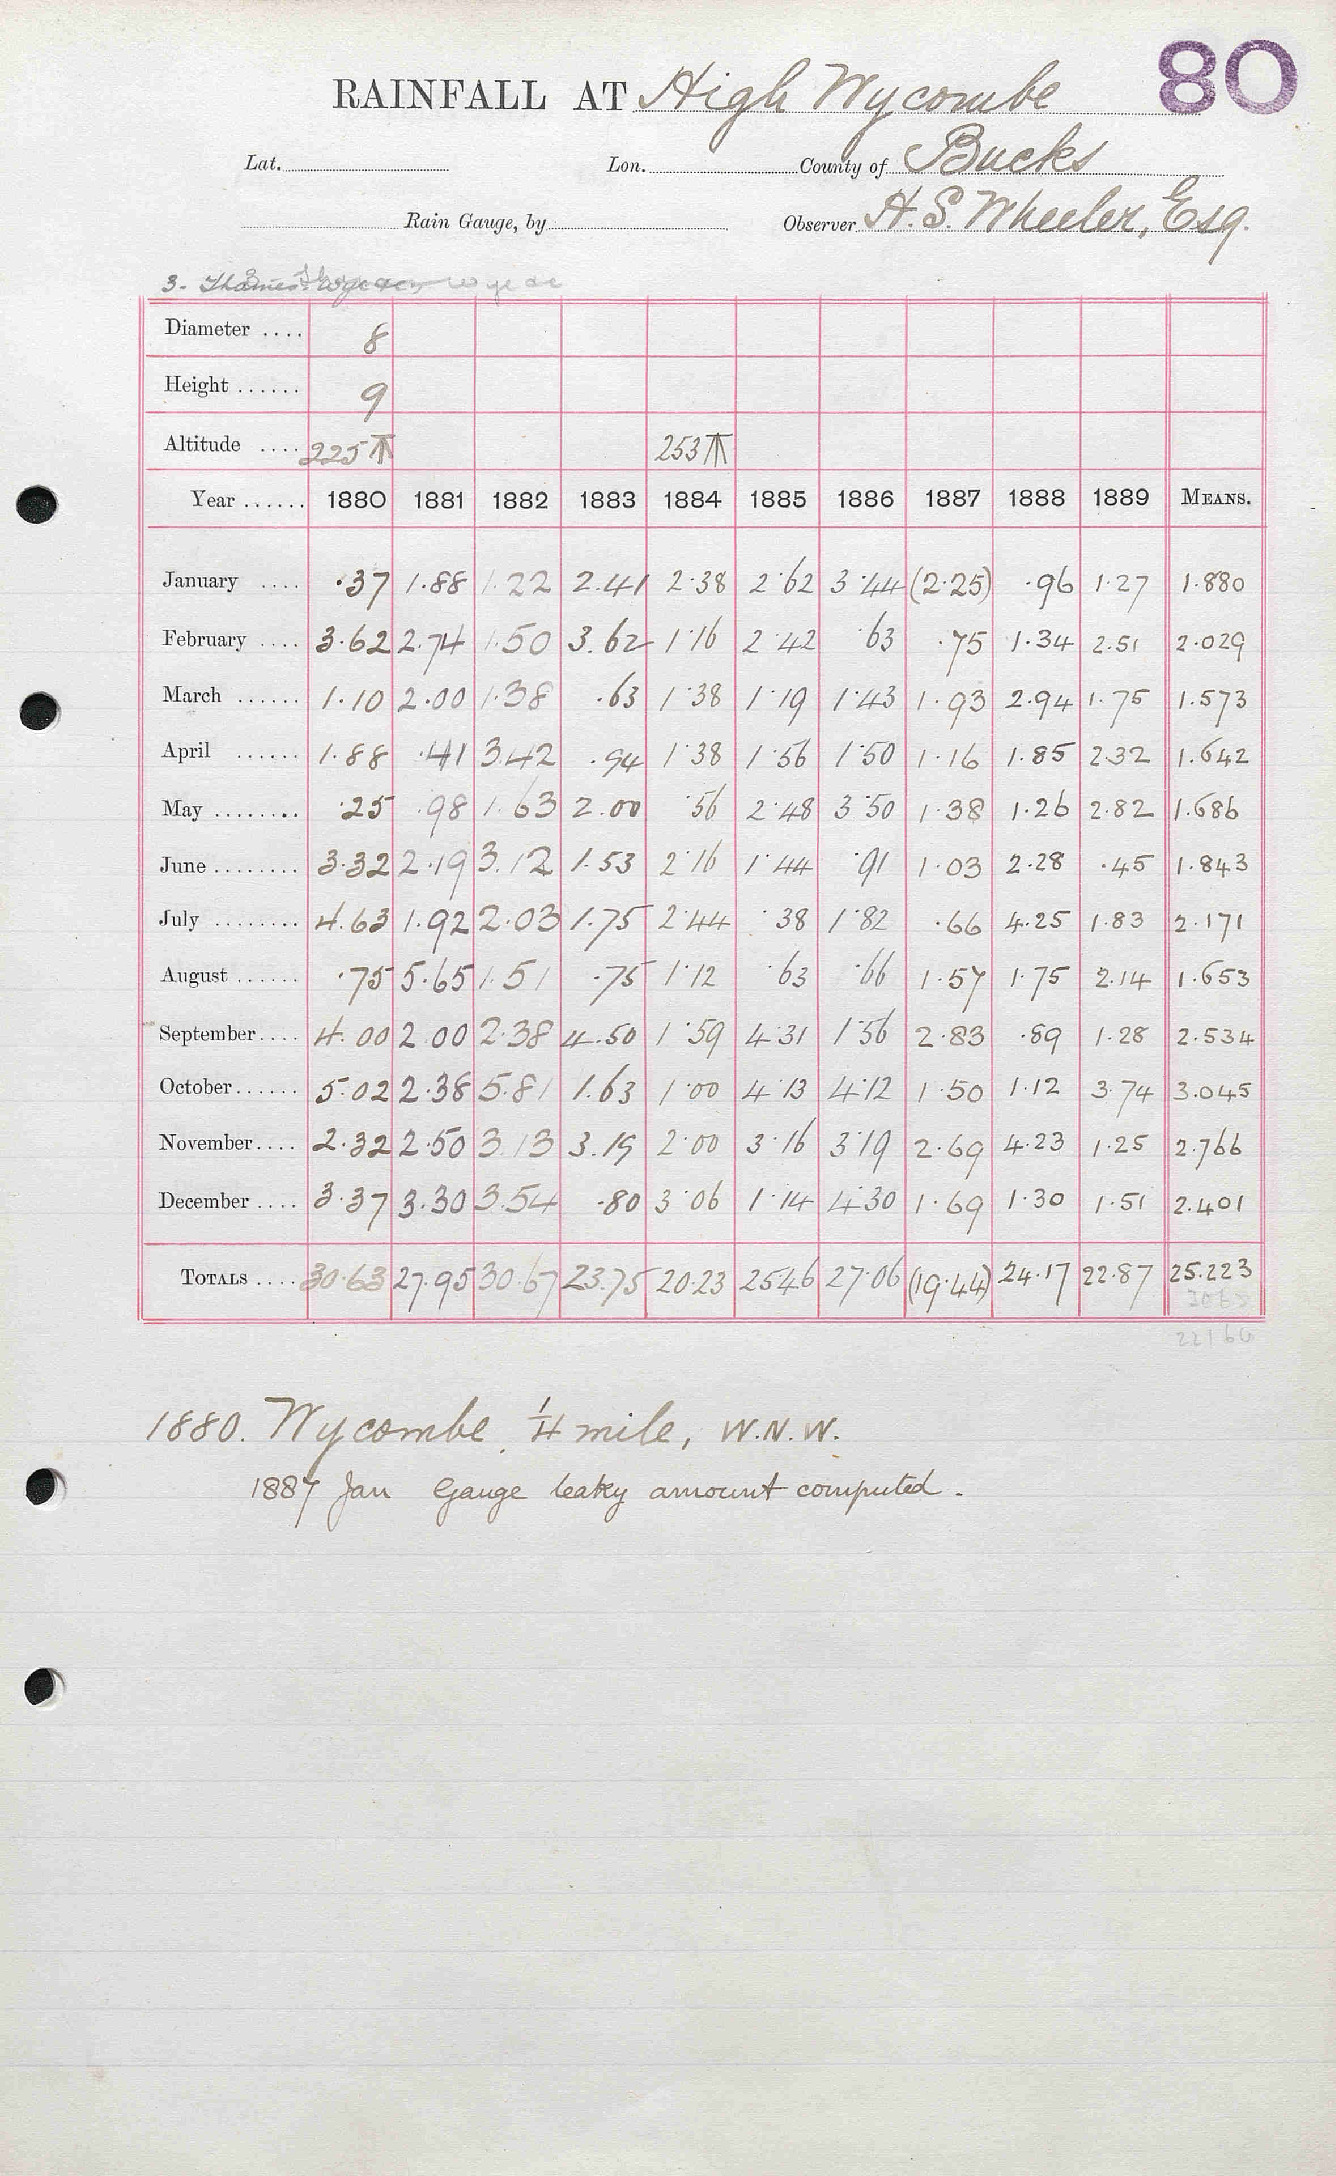 80
RAINFALL AT High Wycombe
Lat. Lon. County of Bucks
Rain Gauge, by Observer H. S. Wheeler, Esq.
3. Thames
Diameter .... 8
Height ...... 9
Altitude .... 225 253
Year ...... 1880 1881 1882 1883 1884 1885 1886 1887 1888 1889 MEANS.
January .... ·37 1·88 1·22 2.41 2·38 2·62 3·44 (2·25) ·96 1·27 1·880
February .... 3·62 2·74 1·50 3.62 1·16 2·42 ·63 ·75 1·34 2·51 2·029
March ...... 1·10 2·00 1·38 ·63 1·38 1·19 1·43 1·93 2·94 1·75 1·573
April ...... 1·88 ·41 3.42 ·94 1·38 1·56 1·50 1·16 1·85 2.32 1·642
May ........ ·25 ·98 1·63 2.00 ·56 2·48 3·50 1·38 1·26 2·82 1·686
June ........ 3·32 2·19 3.12 1.53 2·16 1·44 ·91 1·03 2·28 ·45 1·843
July ........ 4.63 1.92 2·03 1.75 2·44 ·38 1·82 ·66 4·25 1·83 2·171
August ...... ·75 5·65 1·51 ·75 1·12 ·63 ·66 1·57 1·75 2·14 1·653
September .... 4.00 2.00 2·38 4.50 1·59 4·31 1·56 2·83 ·89 1·28 2·534
October ...... 5·02 2·38 5.81 1.63 1·00 4·13 4·12 1·50 1·12 3·74 3·045
November .... 2·32 2·50 3·13 3.19 2·00 3·16 3·19 2·69 4·23 1·25 2·766
December .... 3·37 3.30 3.54 ·80 3·06 1·14 4·30 1·69 1·30 1·51 2·401
TOTALS .... 30·63 27.95 30·67 23.75 20·23 25·46 27·06 (19·44) 24·17 22·87 25·223
22166
1880. Wycombe ¼ mile, W.N.W.
1887 Jan Gauge leaky amount computed.